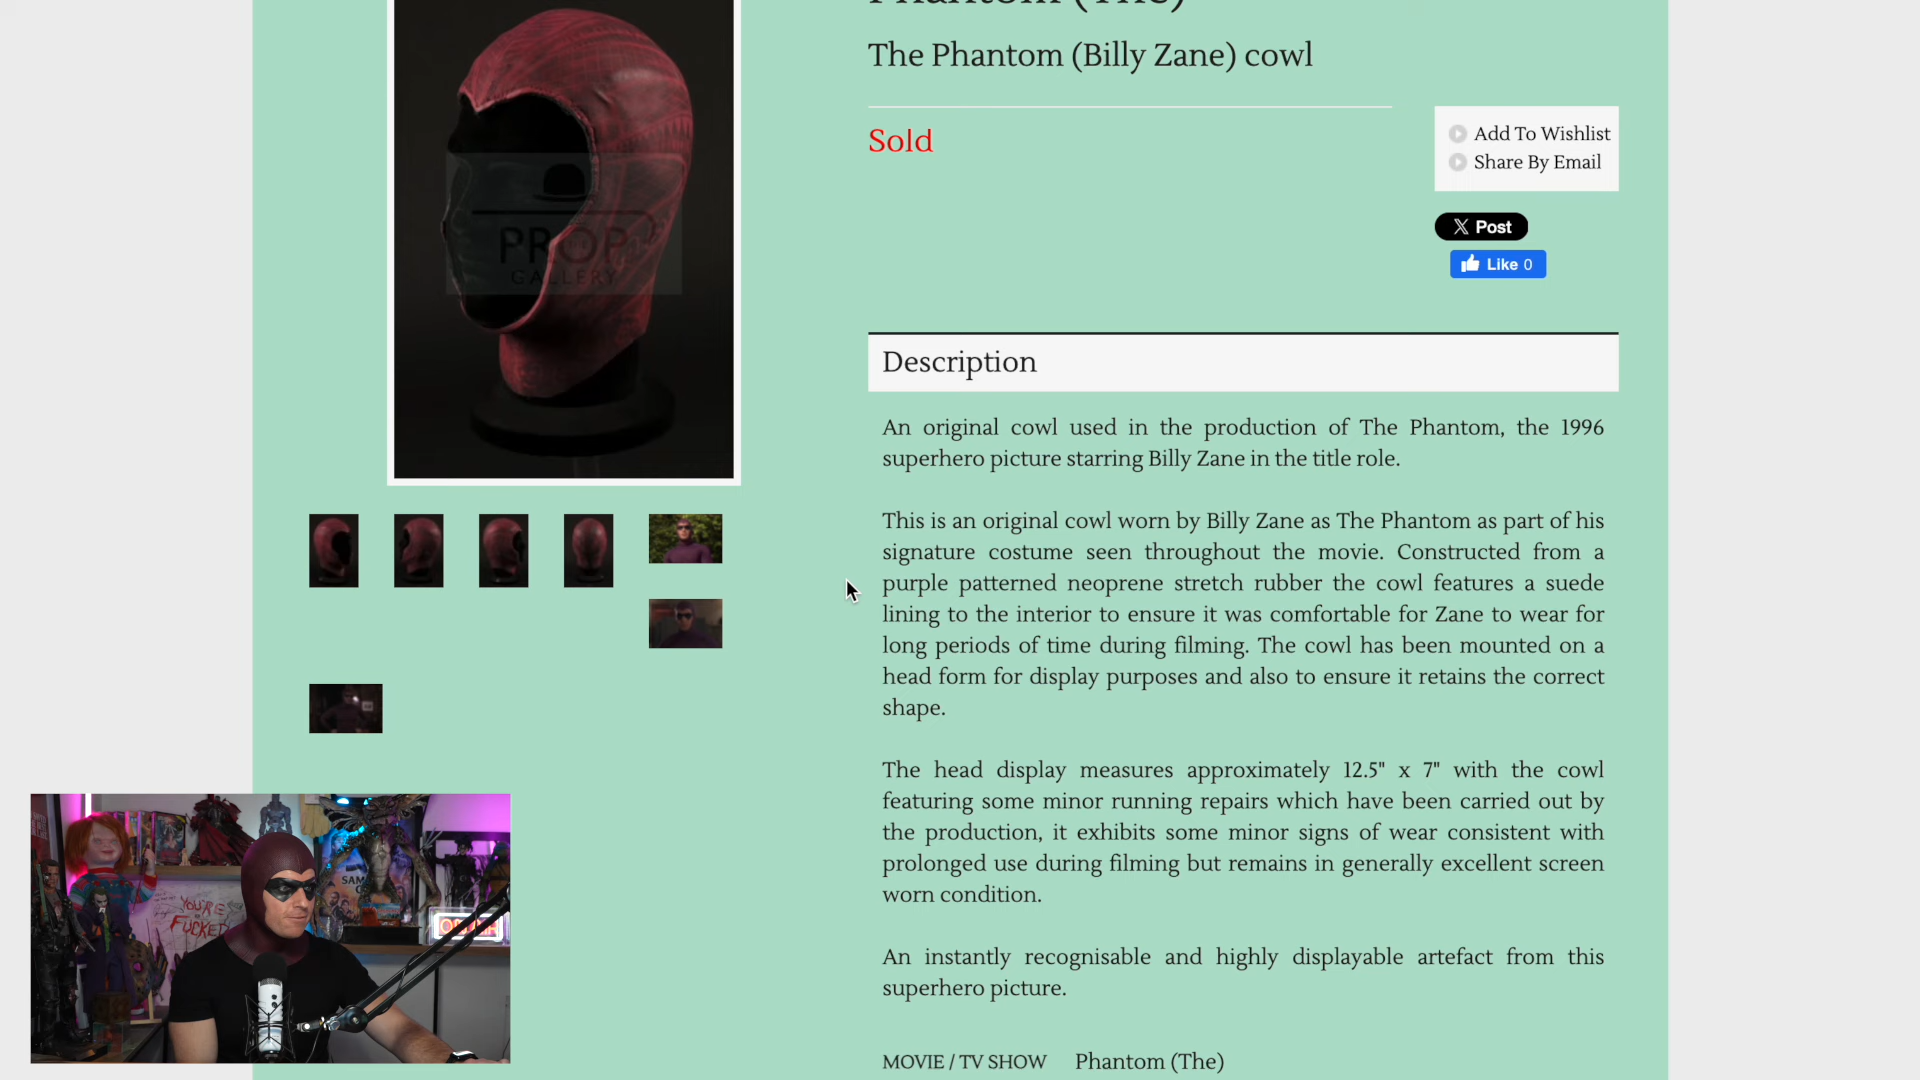 Phantom (The)
The Phantom (Billy Zane) cowl
Sold
Add To Wishlist
Share By Email
X Post
Like 0
PROP
GALLERY
Description
An original cowl used in the production of The Phantom, the 1996
superhero picture starring Billy Zane in the title role.
This is an original cowl worn by Billy Zane as The Phantom as part of his
signature costume seen throughout the movie. Constructed from a
purple patterned neoprene stretch rubber the cowl features a suede
lining to the interior to ensure it was comfortable for Zane to wear for
long periods of time during filming. The cowl has been mounted on a
head form for display purposes and also to ensure it retains the correct
shape.
The head display measures approximately 12.5" x 7" with the cowl
featuring some minor running repairs which have been carried out by
the production, it exhibits some minor signs of wear consistent with
prolonged use during filming but remains in generally excellent screen
worn condition.
An instantly recognisable and highly displayable artefact from this
superhero picture.
MOVIE / TV SHOW Phantom (The)
YOU'RE
FUCKED
ON AIR